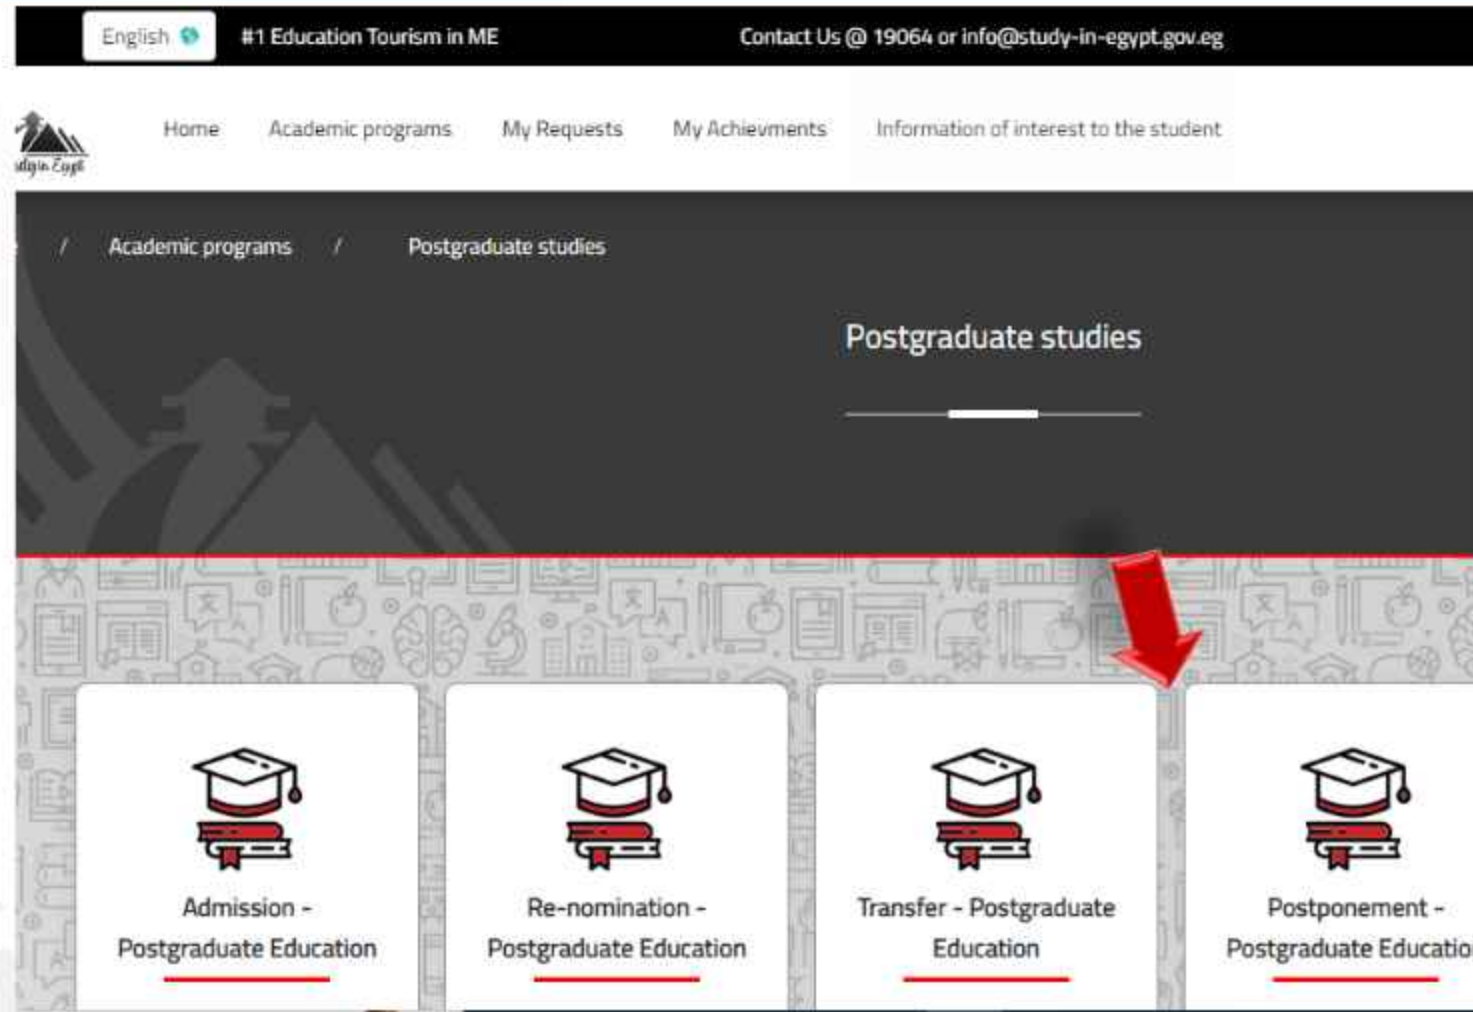 English
#1 Education Tourism in ME
Contact Us @ 19064 or info@study-in-egypt.gov.eg
Home
Academic programs
My Requests
My Achievments
Information of interest to the student
/ Academic programs / Postgraduate studies
Postgraduate studies
Admission -
Postgraduate Education
Re-nomination -
Postgraduate Education
Transfer - Postgraduate
Education
Postponement -
Postgraduate